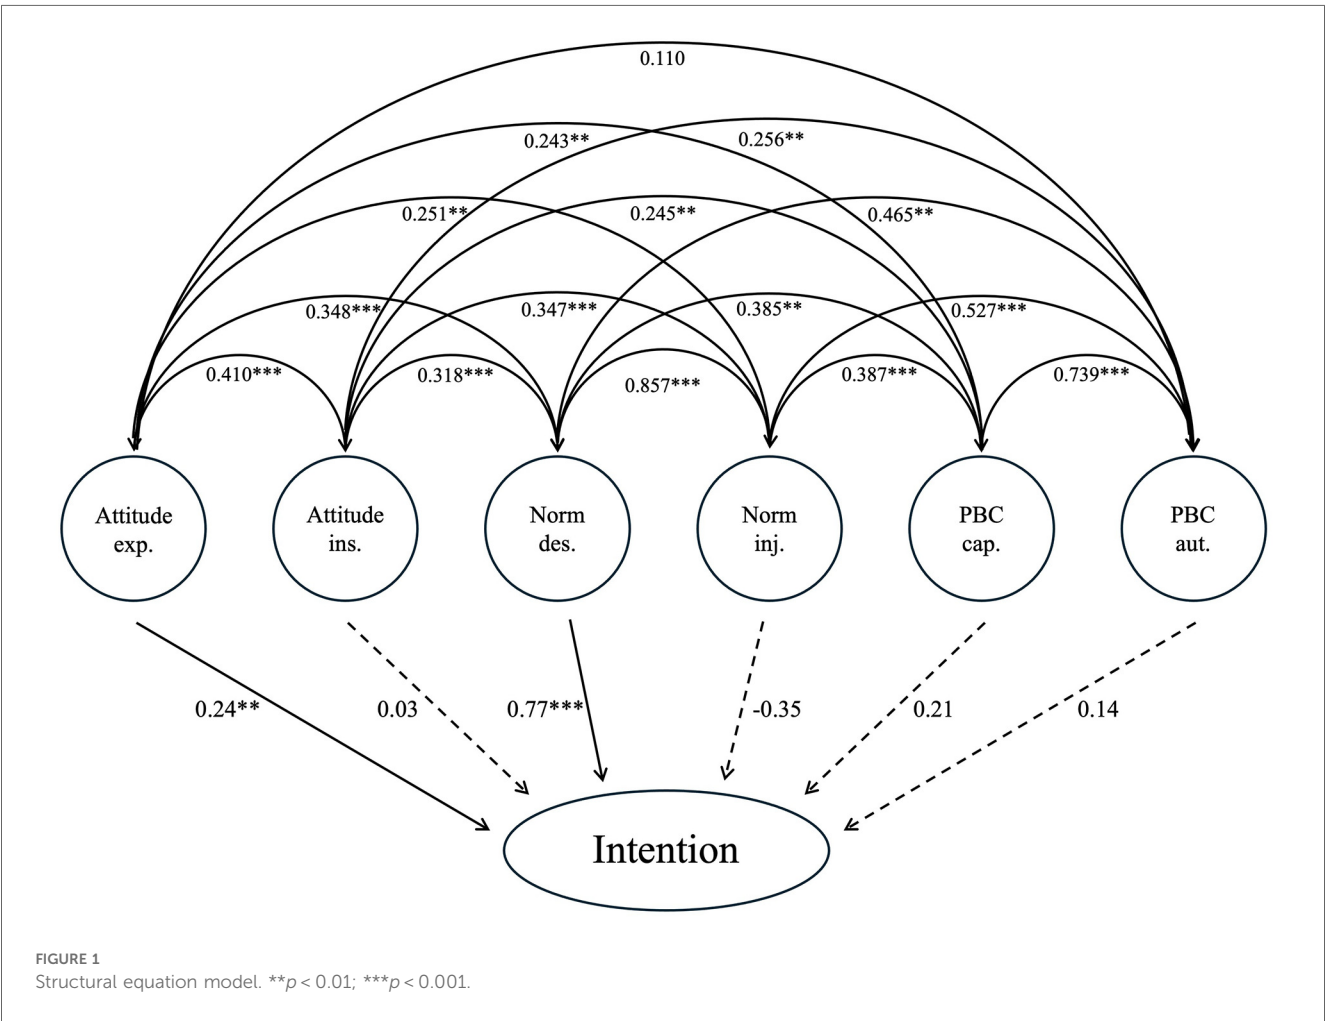 0.110
0.243** 0.256**
0.251** 0.245** 0.465**
0.348*** 0.347*** 0.385** 0.527***
0.410*** 0.318*** 0.857*** 0.387*** 0.739***
Attitude
exp.
Attitude
ins.
Norm
des.
Norm
inj.
PBC
cap.
PBC
aut.
0.24** 0.03 0.77*** -0.35 0.21 0.14
Intention
FIGURE 1
Structural equation model. **p < 0.01; ***p < 0.001.